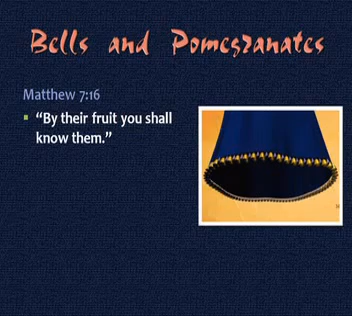 Bells and Pomegranates
Matthew 7:16
“By their fruit you shall
know them.”